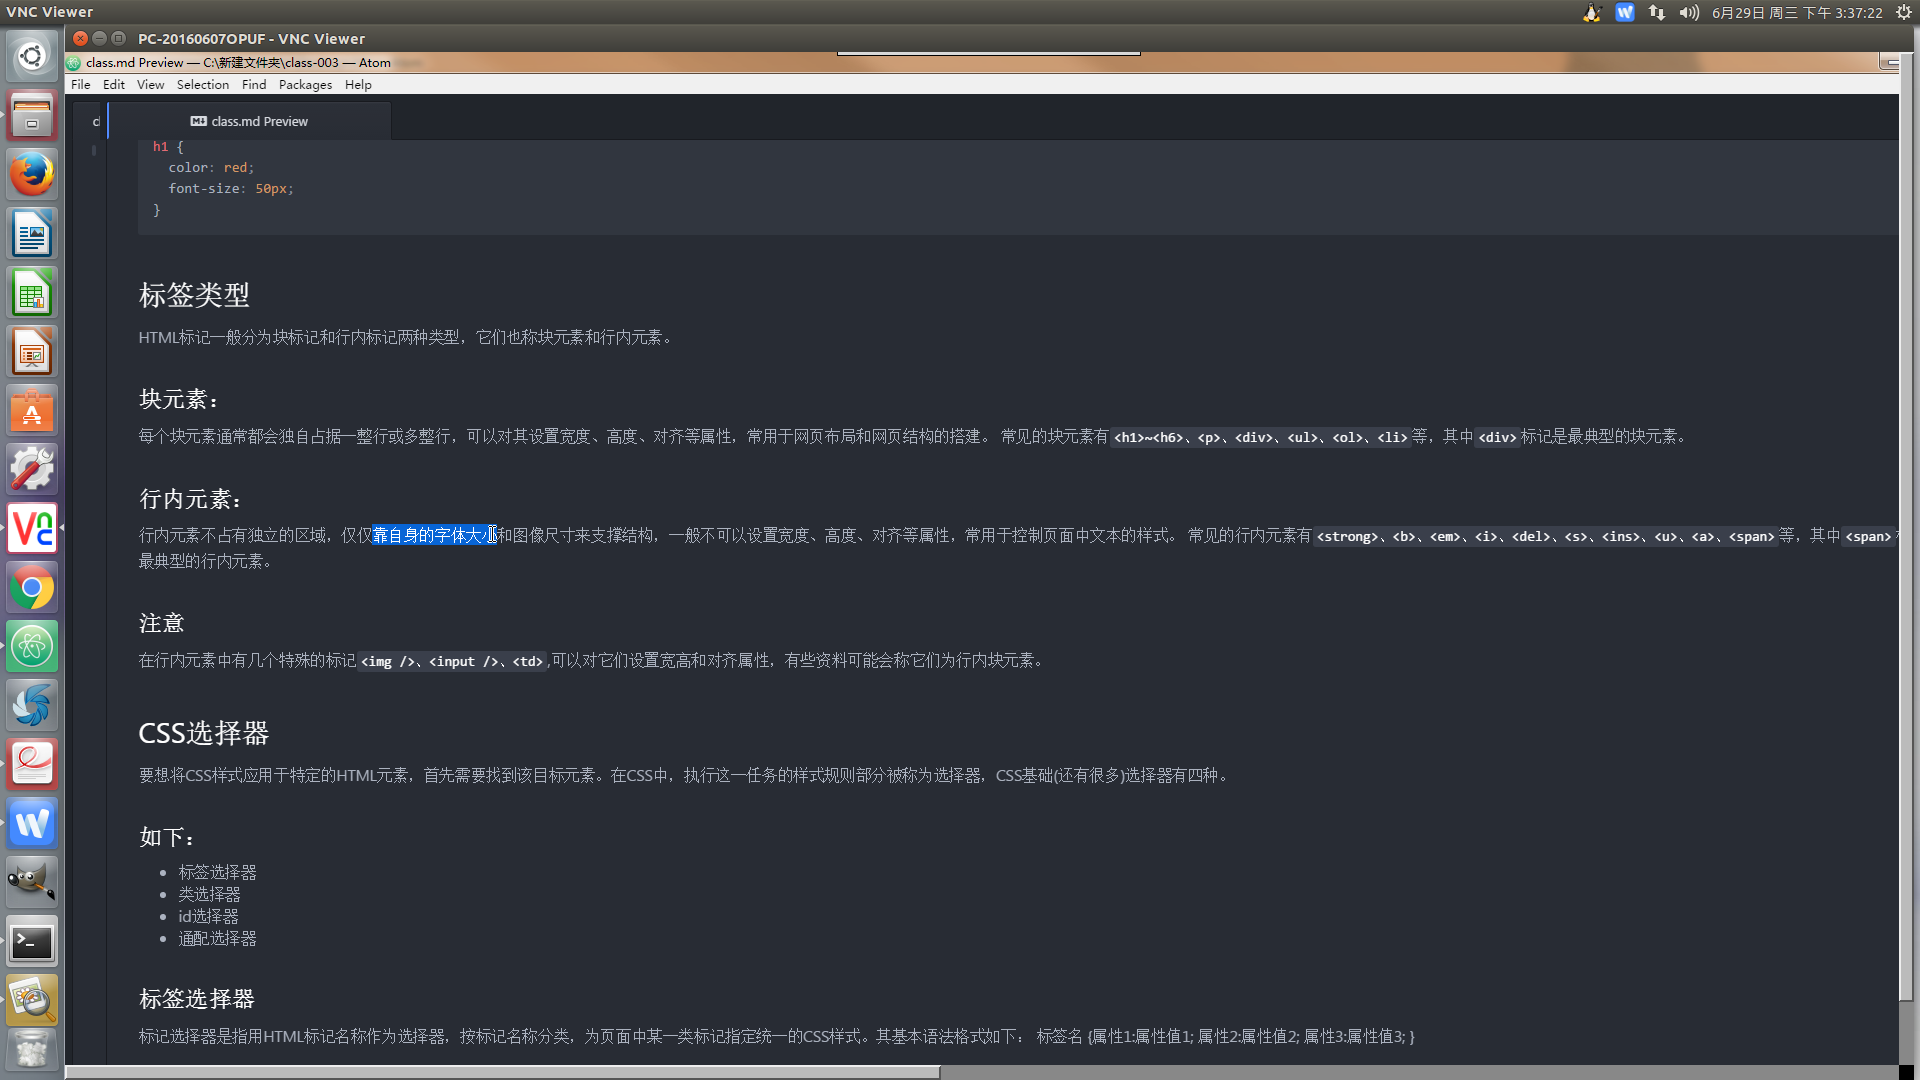 VNC Viewer
6月29日 周三 下午 3:37:22
PC-20160607OPUF - VNC Viewer
class.md Preview — C:\新建文件夹\class-003 — Atom
File Edit View Selection Find Packages Help
c
class.md Preview
h1 {
color: red;
font-size: 50px;
}
标签类型
HTML标记一般分为块标记和行内标记两种类型，它们也称块元素和行内元素。
块元素：
每个块元素通常都会独自占据一整行或多整行，可以对其设置宽度、高度、对齐等属性，常用于网页布局和网页结构的搭建。 常见的块元素有<h1>~<h6>、<p>、<div>、<ul>、<ol>、<li>等，其中<div>标记是最典型的块元素。
行内元素：
行内元素不占有独立的区域，仅仅靠自身的字体大小和图像尺寸来支撑结构，一般不可以设置宽度、高度、对齐等属性，常用于控制页面中文本的样式。 常见的行内元素有<strong>、<b>、<em>、<i>、<del>、<s>、<ins>、<u>、<a>、<span>等，其中<span>
最典型的行内元素。
注意
在行内元素中有几个特殊的标记<img />、<input />、<td>,可以对它们设置宽高和对齐属性，有些资料可能会称它们为行内块元素。
CSS选择器
要想将CSS样式应用于特定的HTML元素，首先需要找到该目标元素。在CSS中，执行这一任务的样式规则部分被称为选择器，CSS基础(还有很多)选择器有四种。
如下：
标签选择器
类选择器
id选择器
通配选择器
标签选择器
标记选择器是指用HTML标记名称作为选择器，按标记名称分类，为页面中某一类标记指定统一的CSS样式。其基本语法格式如下： 标签名 {属性1:属性值1; 属性2:属性值2; 属性3:属性值3; }